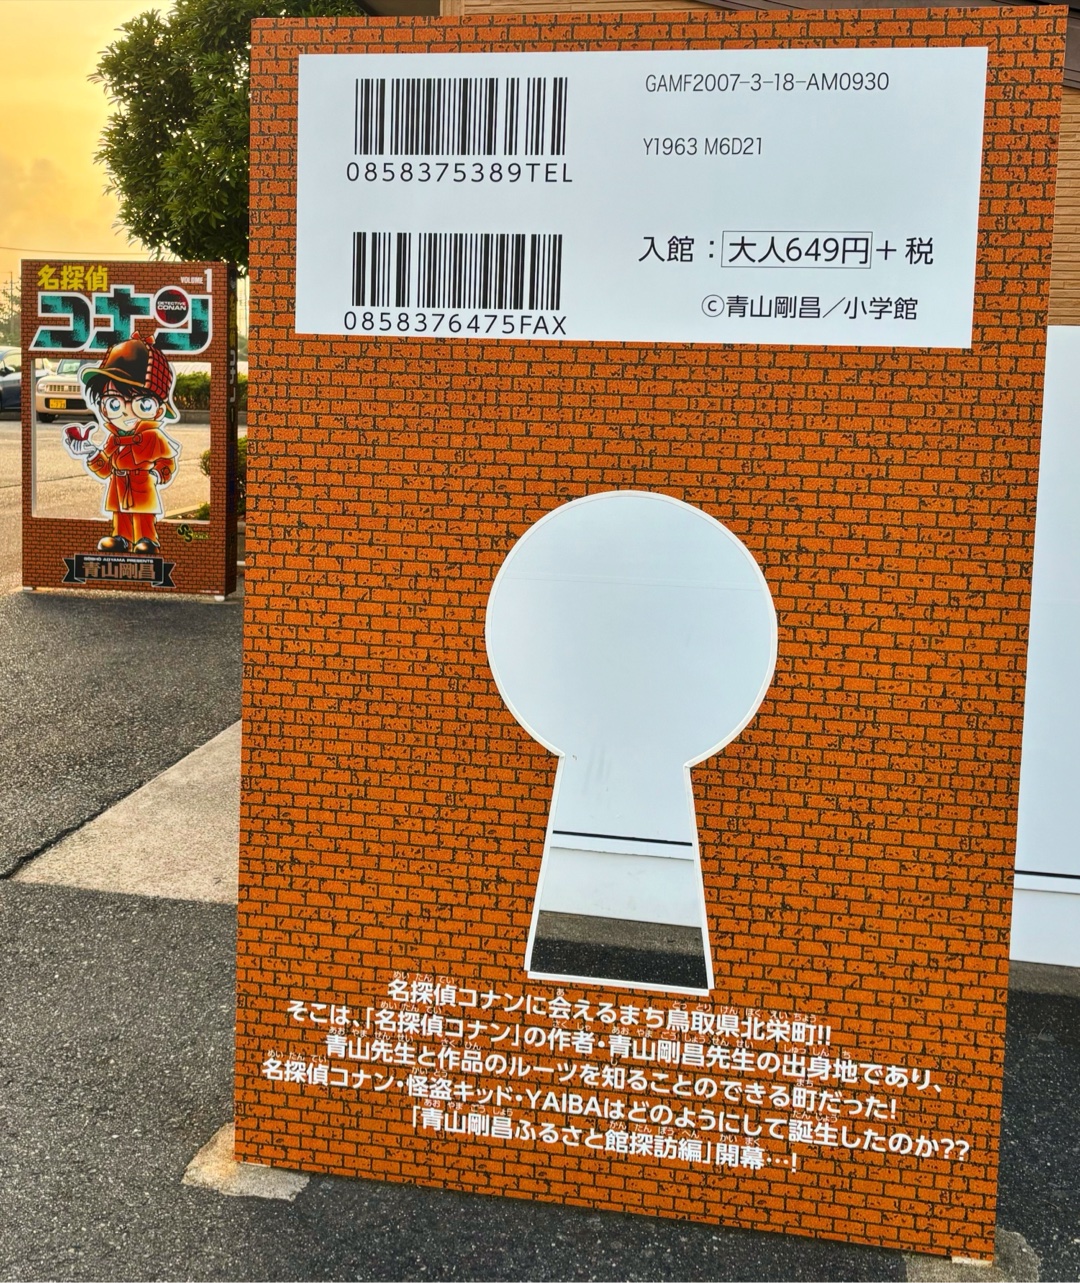 0858375389TEL
GAMF2007-3-18-AM0930
Y1963 M6D21
0858376475FAX
入館：大人649円＋税
©青山剛昌／小学館
名探偵
コナン
VOLUME 1
DETECTIVE CONAN
GOSHO AOYAMA PRESENTS
青山剛昌
名探偵コナンに会えるまち鳥取県北栄町!!
そこは、「名探偵コナン」の作者・青山剛昌先生の出身地であり、
青山先生と作品のルーツを知ることのできる町だった!
名探偵コナン・怪盗キッド・YAIBAはどのようにして誕生したのか??
「青山剛昌ふるさと館探訪編」開幕…!